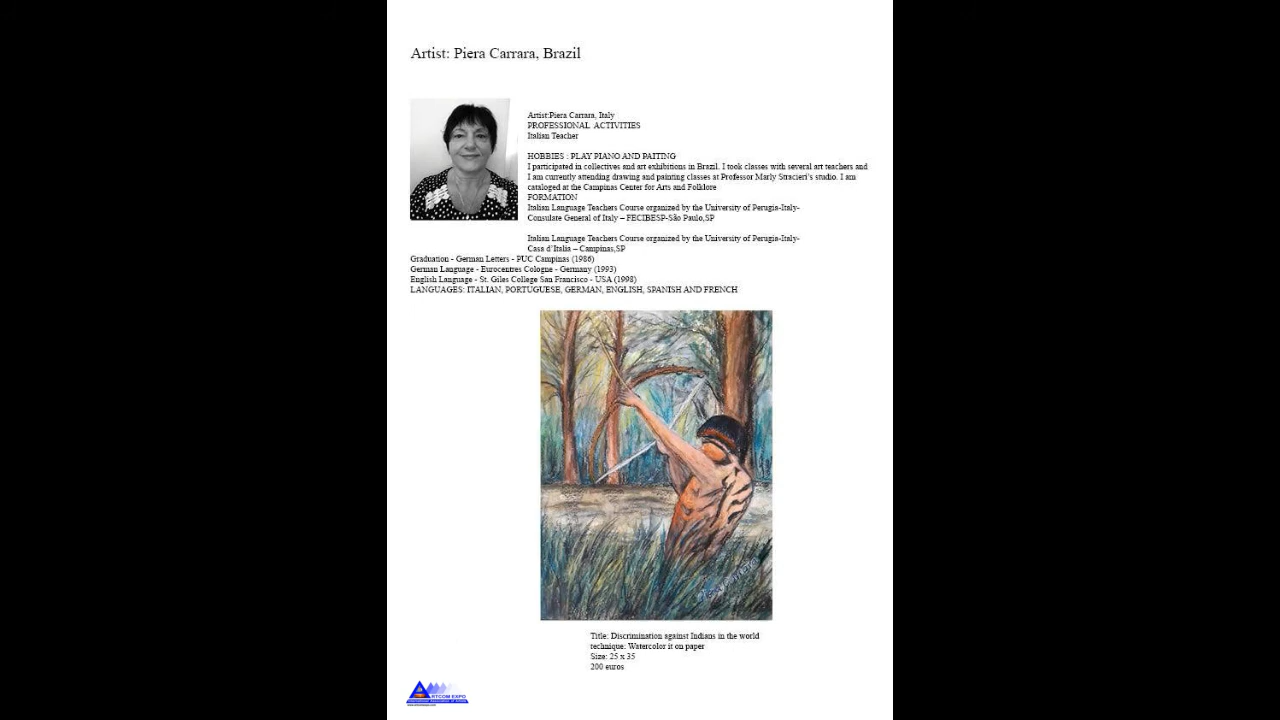 Artist: Piera Carrara, Brazil
Artist:Piera Carrara, Italy
PROFESSIONAL ACTIVITIES
Italian Teacher
HOBBIES : PLAY PIANO AND PAITING
I participated in collectives and art exhibitions in Brazil. I took classes with several art teachers and
I am currently attending drawing and painting classes at Professor Marly Stracieri's studio. I am
cataloged at the Campinas Center for Arts and Folklore
FORMATION
Italian Language Teachers Course organized by the University of Perugia-Italy-
Consulate General of Italy – FECIBESP-São Paulo,SP
Italian Language Teachers Course organized by the University of Perugia-Italy-
Casa d'Italia – Campinas,SP
Graduation - German Letters - PUC Campinas (1986)
German Language - Eurocentres Cologne - Germany (1993)
English Language - St. Giles College San Francisco - USA (1998)
LANGUAGES: ITALIAN, PORTUGUESE, GERMAN, ENGLISH, SPANISH AND FRENCH
Title: Discrimination against Indians in the world
technique: Watercolor it on paper
Size: 25 x 35
200 euros
ARTCOM EXPO